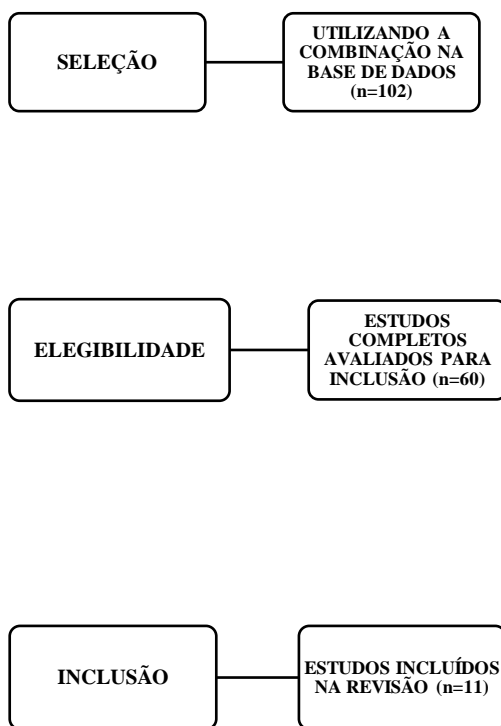 SELEÇÃO
UTILIZANDO A
COMBINAÇÃO NA
BASE DE DADOS
(n=102)
ELEGIBILIDADE
ESTUDOS
COMPLETOS
AVALIADOS PARA
INCLUSÃO (n=60)
INCLUSÃO
ESTUDOS INCLUÍDOS
NA REVISÃO (n=11)